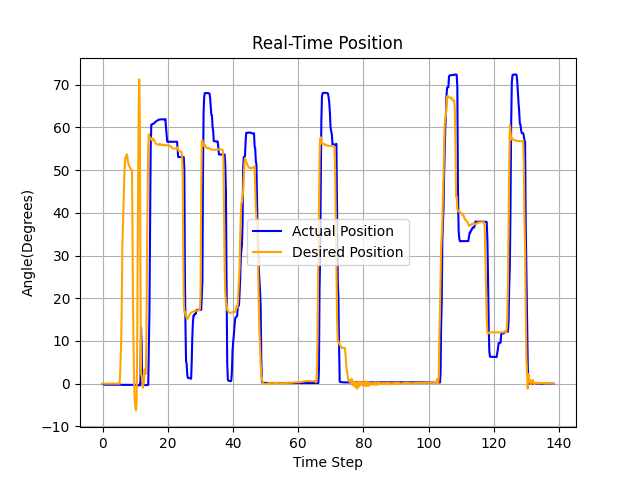 Real-Time Position
70
60
50
40
30
20
10
0
−10
Angle(Degrees)
Actual Position
Desired Position
0 20 40 60 80 100 120 140
Time Step